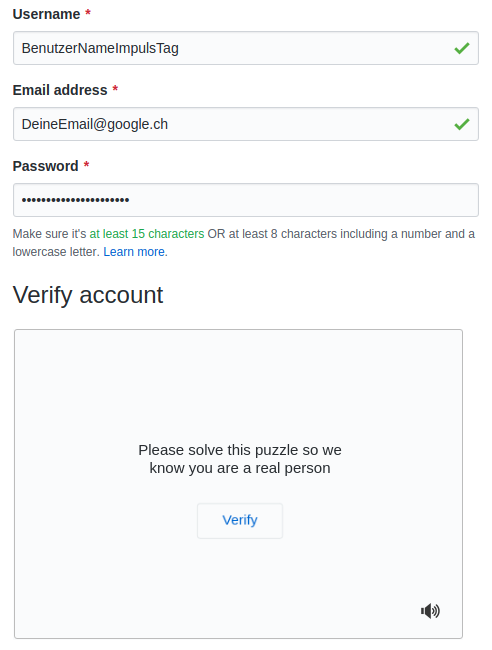 Username *
BenutzerNameImpulsTag
Email address *
DeineEmail@google.ch
Password *
••••••••••••••••••••••
Make sure it's at least 15 characters OR at least 8 characters including a number and a
lowercase letter. Learn more.
Verify account
Please solve this puzzle so we
know you are a real person
Verify